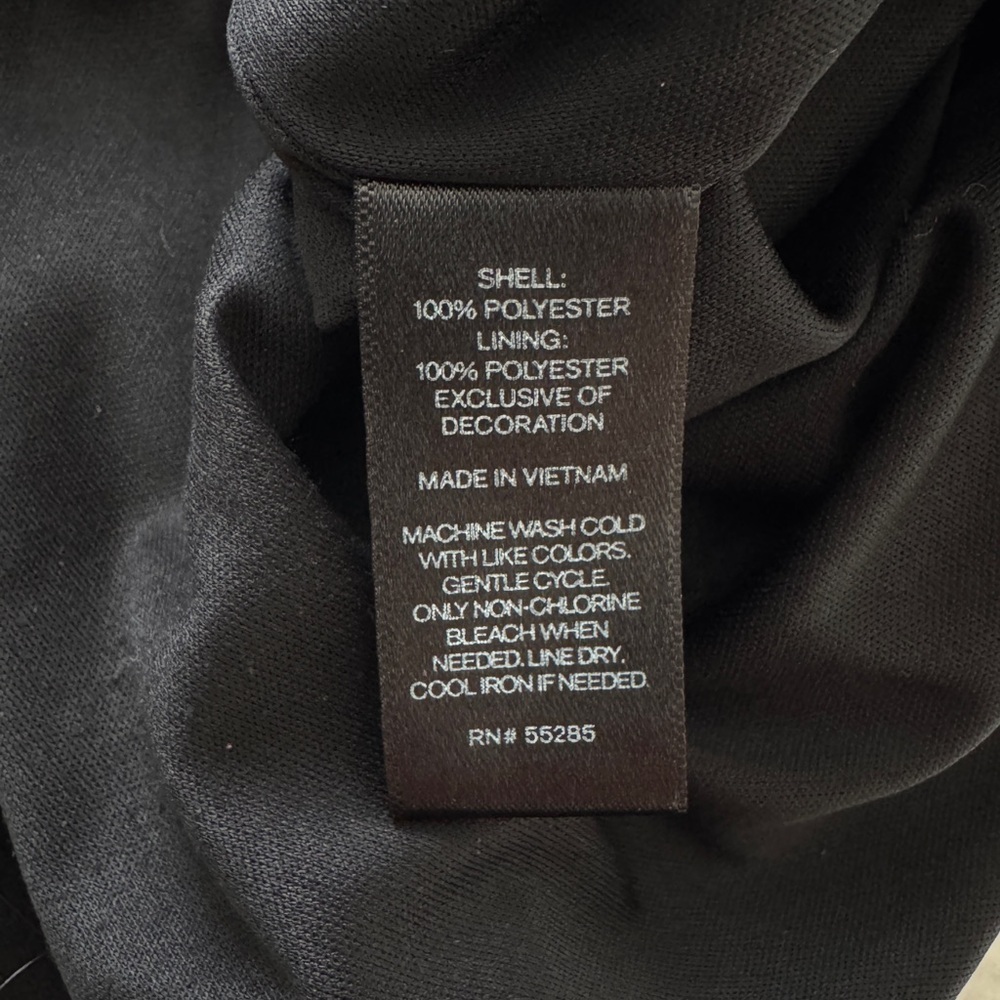 SHELL:
100% POLYESTER
LINING:
100% POLYESTER
EXCLUSIVE OF
DECORATION
MADE IN VIETNAM
MACHINE WASH COLD
WITH LIKE COLORS.
GENTLE CYCLE.
ONLY NON-CHLORINE
BLEACH WHEN
NEEDED. LINE DRY.
COOL IRON IF NEEDED.
RN# 55285